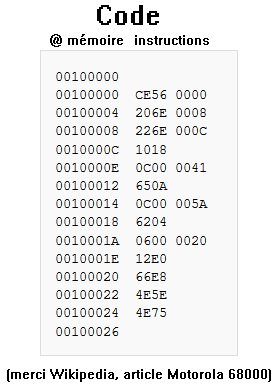 Code
@ mémoire instructions
00100000
00100000 CE56 0000
00100004 206E 0008
00100008 226E 000C
0010000C 1018
0010000E 0C00 0041
00100012 650A
00100014 0C00 005A
00100018 6204
0010001A 0600 0020
0010001E 12E0
00100020 66E8
00100022 4E5E
00100024 4E75
00100026
(merci Wikipedia, article Motorola 68000)